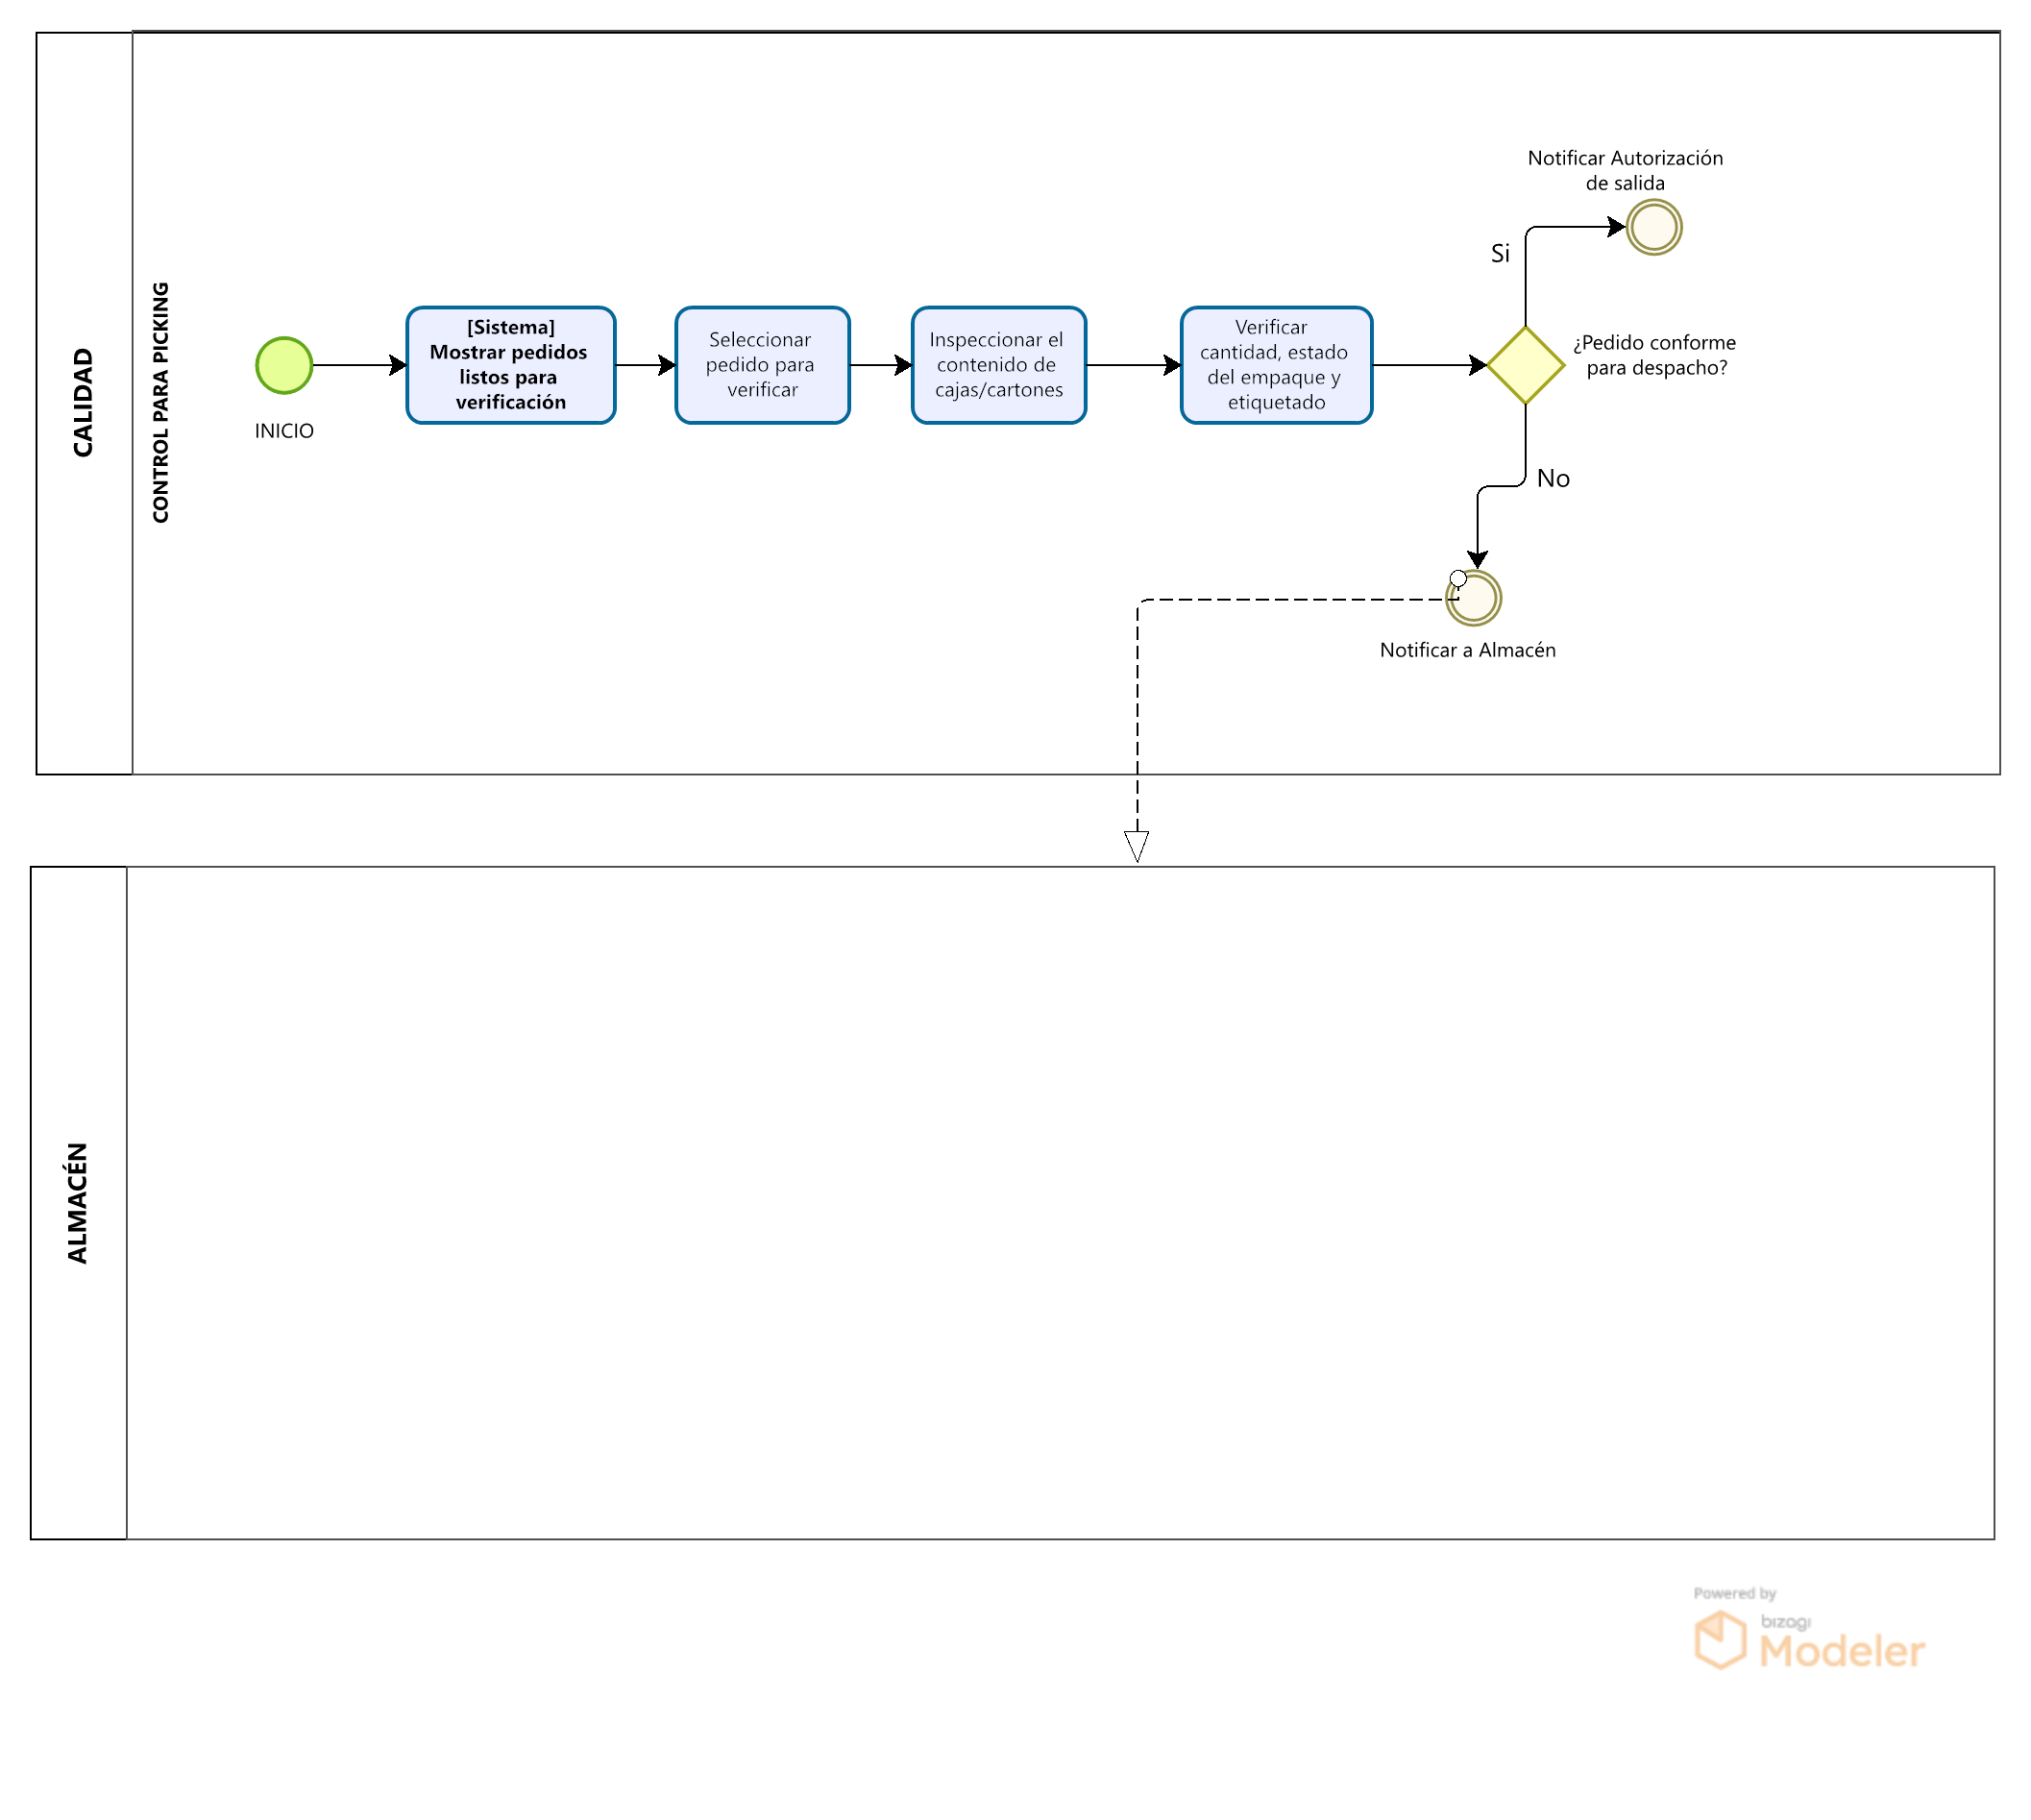 CALIDAD
CONTROL PARA PICKING
INICIO
[Sistema]
Mostrar pedidos
listos para
verificación
Seleccionar
pedido para
verificar
Inspeccionar el
contenido de
cajas/cartones
Verificar
cantidad, estado
del empaque y
etiquetado
¿Pedido conforme
para despacho?
Si
Notificar Autorización
de salida
No
Notificar a Almacén
ALMACÉN
Powered by
bizagi
Modeler